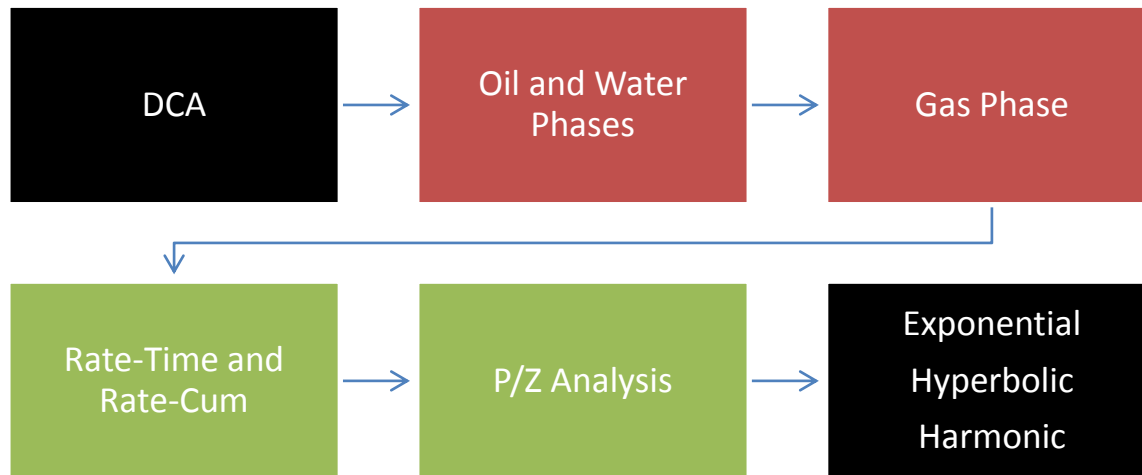 DCA
Oil and Water
Phases
Gas Phase
Rate-Time and
Rate-Cum
P/Z Analysis
Exponential
Hyperbolic
Harmonic